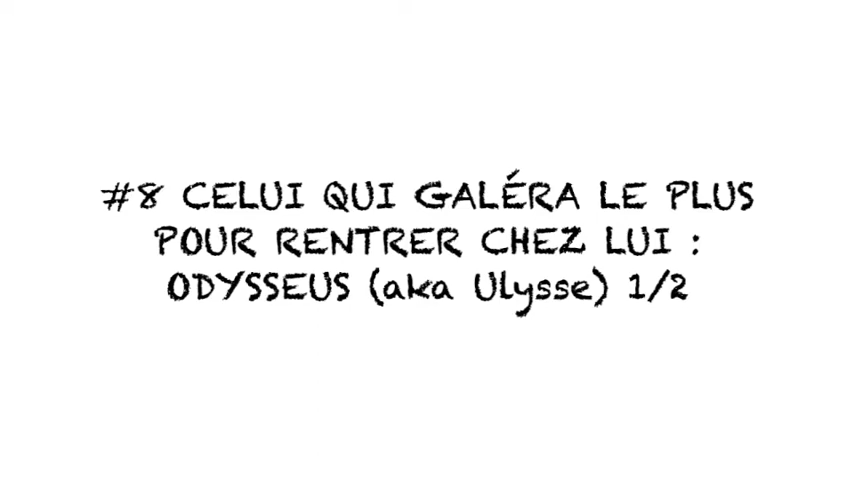 #8 CELUI QUI GALÉRA LE PLUS
POUR RENTRER CHEZ LUI :
ODYSSEUS (aka Ulysse) 1/2